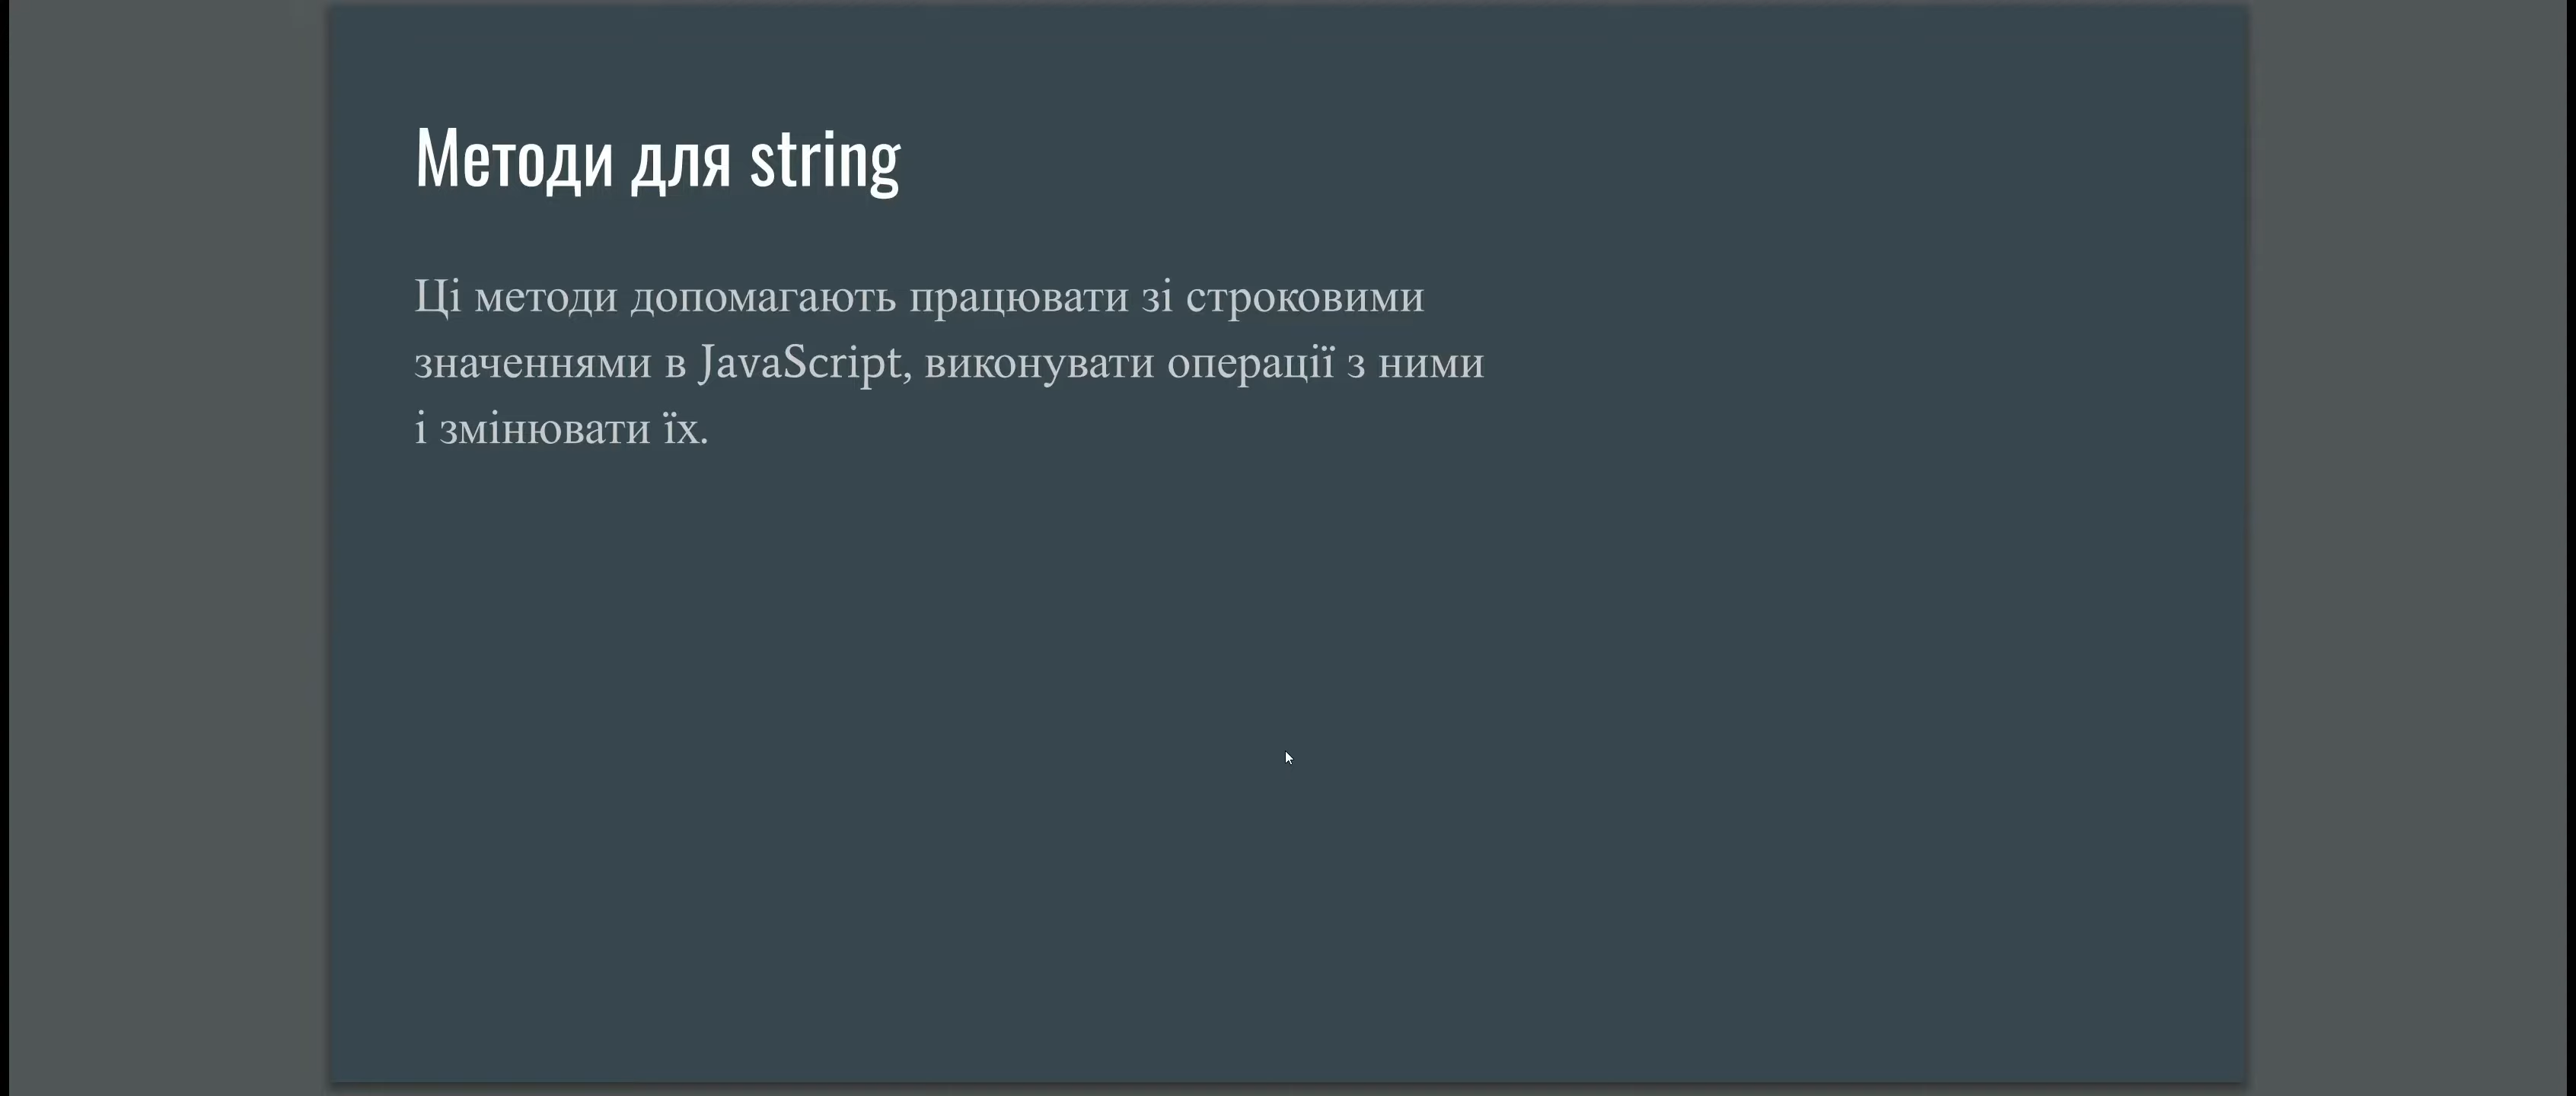 Методи для string
Ці методи допомагають працювати зі строковими
значеннями в JavaScript, виконувати операції з ними
і змінювати їх.